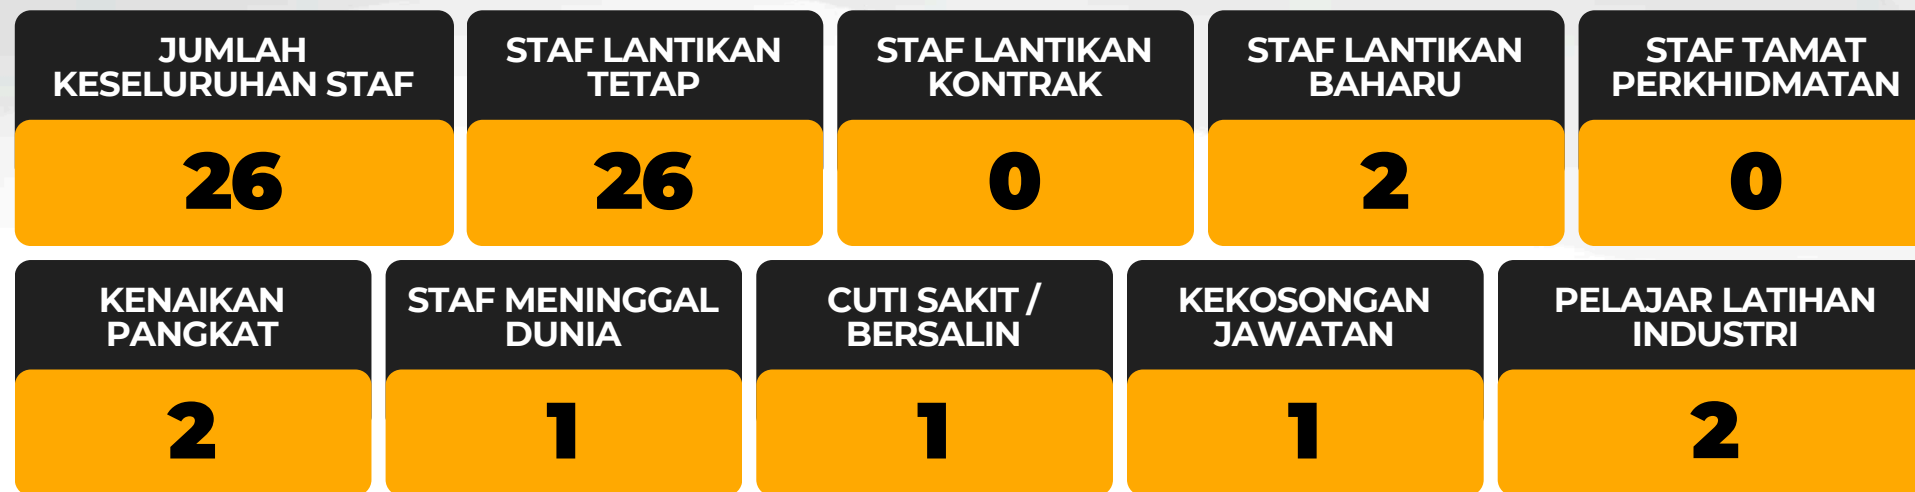 JUMLAH
KESELURUHAN STAF
26
STAF LANTIKAN
TETAP
26
STAF LANTIKAN
KONTRAK
0
STAF LANTIKAN
BAHARU
2
STAF TAMAT
PERKHIDMATAN
0
KENAIKAN
PANGKAT
2
STAF MENINGGAL
DUNIA
1
CUTI SAKIT /
BERSALIN
1
KEKOSONGAN
JAWATAN
1
PELAJAR LATIHAN
INDUSTRI
2